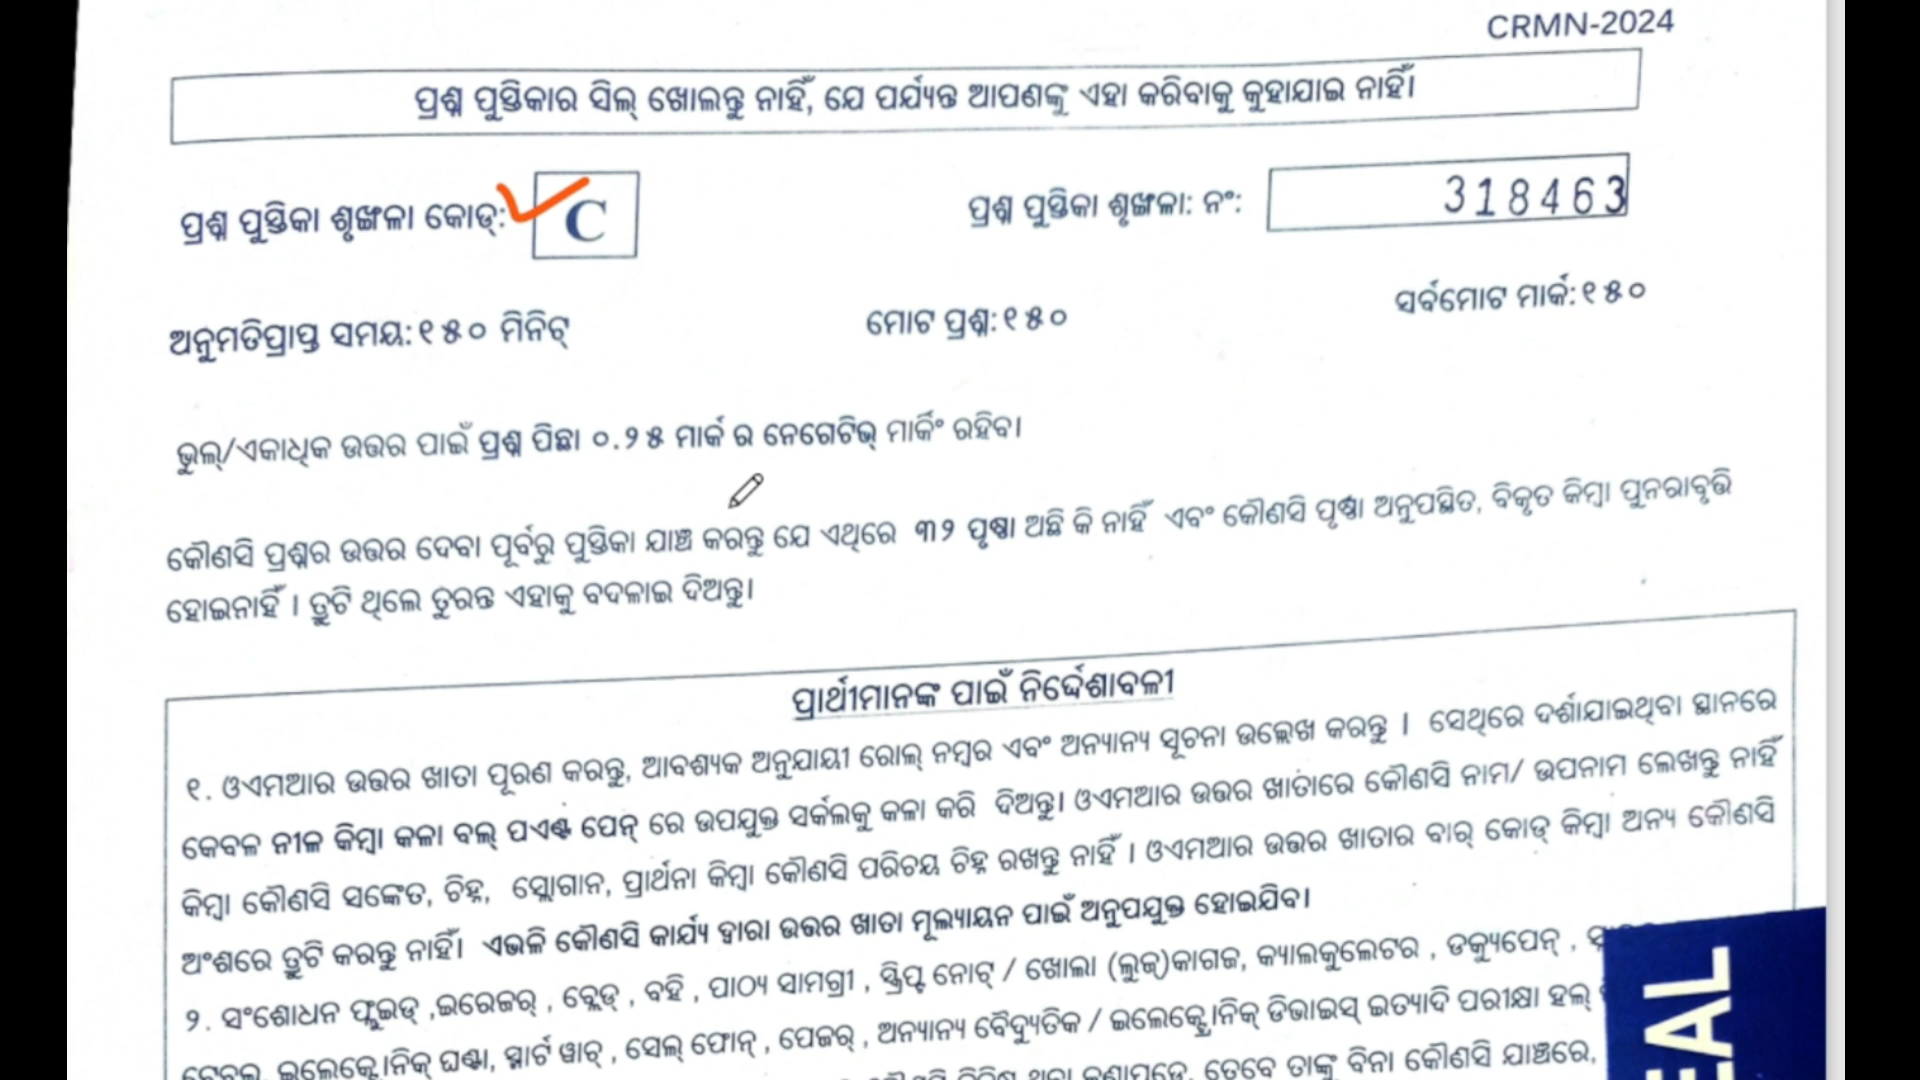 CRMN-2024
ପ୍ରଶ୍ନ ପୁସ୍ତିକାର ସିଲ୍ ଖୋଲନ୍ତୁ ନାହିଁ, ଯେ ପର୍ଯ୍ୟନ୍ତ ଆପଣଙ୍କୁ ଏହା କରିବାକୁ କୁହାଯାଇ ନାହିଁ।
ପ୍ରଶ୍ନ ପୁସ୍ତିକା ଶୃଙ୍ଖଳା କୋଡ୍: C ପ୍ରଶ୍ନ ପୁସ୍ତିକା ଶୃଙ୍ଖଳା: ନଂ: 318463
ଅନୁମତିପ୍ରାପ୍ତ ସମୟ:୧୫୦ ମିନିଟ୍ ମୋଟ ପ୍ରଶ୍ନ:୧୫୦ ସର୍ବମୋଟ ମାର୍କ:୧୫୦
ଭୁଲ୍/ଏକାଧିକ ଉତ୍ତର ପାଇଁ ପ୍ରଶ୍ନ ପିଛା ୦.୨୫ ମାର୍କ ର ନେଗେଟିଭ୍ ମାର୍କିଂ ରହିବ।
କୌଣସି ପ୍ରଶ୍ନର ଉତ୍ତର ଦେବା ପୂର୍ବରୁ ପୁସ୍ତିକା ଯାଞ୍ଚ କରନ୍ତୁ ଯେ ଏଥିରେ ୩୨ ପୃଷ୍ଠା ଅଛି କି ନାହିଁ ଏବଂ କୌଣସି ପୃଷ୍ଠା ଅନୁପସ୍ଥିତ, ବିକୃତ କିମ୍ବା ପୁନରାବୃତ୍ତି
ହୋଇନାହିଁ । ତ୍ରୁଟି ଥିଲେ ତୁରନ୍ତ ଏହାକୁ ବଦଳାଇ ଦିଅନ୍ତୁ।
ପ୍ରାର୍ଥୀମାନଙ୍କ ପାଇଁ ନିର୍ଦ୍ଦେଶାବଳୀ
୧. ଓଏମଆର ଉତ୍ତର ଖାତା ପୂରଣ କରନ୍ତୁ, ଆବଶ୍ୟକ ଅନୁଯାୟୀ ରୋଲ୍ ନମ୍ବର ଏବଂ ଅନ୍ୟାନ୍ୟ ସୂଚନା ଉଲ୍ଲେଖ କରନ୍ତୁ । ସେଥିରେ ଦର୍ଶାଯାଇଥିବା ସ୍ଥାନରେ
କେବଳ ନୀଳ କିମ୍ବା କଳା ବଲ୍ ପଏଣ୍ଟ ପେନ୍ ରେ ଉପଯୁକ୍ତ ସର୍କଲକୁ କଳା କରି ଦିଅନ୍ତୁ। ଓଏମଆର ଉତ୍ତର ଖାତାରେ କୌଣସି ନାମ/ ଉପନାମ ଲେଖନ୍ତୁ ନାହିଁ
କିମ୍ବା କୌଣସି ସଙ୍କେତ, ଚିହ୍ନ, ସ୍ଲୋଗାନ, ପ୍ରାର୍ଥନା କିମ୍ବା କୌଣସି ପରିଚୟ ଚିହ୍ନ ରଖନ୍ତୁ ନାହିଁ । ଓଏମଆର ଉତ୍ତର ଖାତାର ବାର୍ କୋଡ୍ କିମ୍ବା ଅନ୍ୟ କୌଣସି
ଅଂଶରେ ତ୍ରୁଟି କରନ୍ତୁ ନାହିଁ। ଏଭଳି କୌଣସି କାର୍ଯ୍ୟ ଦ୍ୱାରା ଉତ୍ତର ଖାତା ମୂଲ୍ୟାୟନ ପାଇଁ ଅନୁପଯୁକ୍ତ ହୋଇଯିବ।
୨. ସଂଶୋଧନ ଫ୍ଲୁଇଡ୍ ,ଇରେଜର୍ , ବ୍ଲେଡ୍ , ବହି , ପାଠ୍ୟ ସାମଗ୍ରୀ , ସ୍କ୍ରିପ୍ଟ ନୋଟ୍ / ଖୋଲା (ଲୁଜ୍)କାଗଜ, କ୍ୟାଲକୁଲେଟର , ଡକ୍ୟୁପେନ୍ ,
ଟେବୁଲ, ଇଲେକ୍ଟ୍ରୋନିକ୍ ଘଣ୍ଟା, ସ୍ମାର୍ଟ ୱାଚ୍ , ସେଲ୍ ଫୋନ୍ , ପେଜର୍ , ଅନ୍ୟାନ୍ୟ ବୈଦ୍ୟୁତିକ / ଇଲେକ୍ଟ୍ରୋନିକ୍ ଡିଭାଇସ୍ ଇତ୍ୟାଦି ପରୀକ୍ଷା ହଲ୍
ତେବେ ତାଙ୍କୁ ବିନା କୌଣସି ଯାଞ୍ଚରେ,
EAL